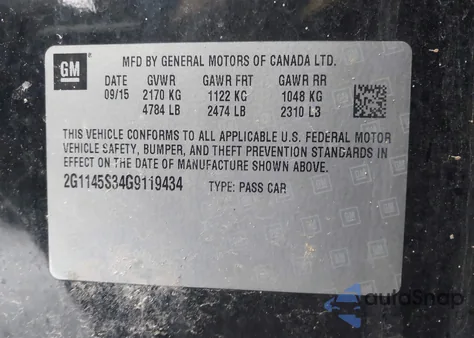 GM
MFD BY GENERAL MOTORS OF CANADA LTD.
DATE GVWR GAWR FRT GAWR RR
09/15 2170 KG 1122 KG 1048 KG
4784 LB 2474 LB 2310 L3
THIS VEHICLE CONFORMS TO ALL APPLICABLE U.S. FEDERAL MOTOR
VEHICLE SAFETY, BUMPER, AND THEFT PREVENTION STANDARDS IN
EFFECT ON THE DATE OF MANUFACTURE SHOWN ABOVE.
2G1145S34G9119434 TYPE: PASS CAR
AutoSnap